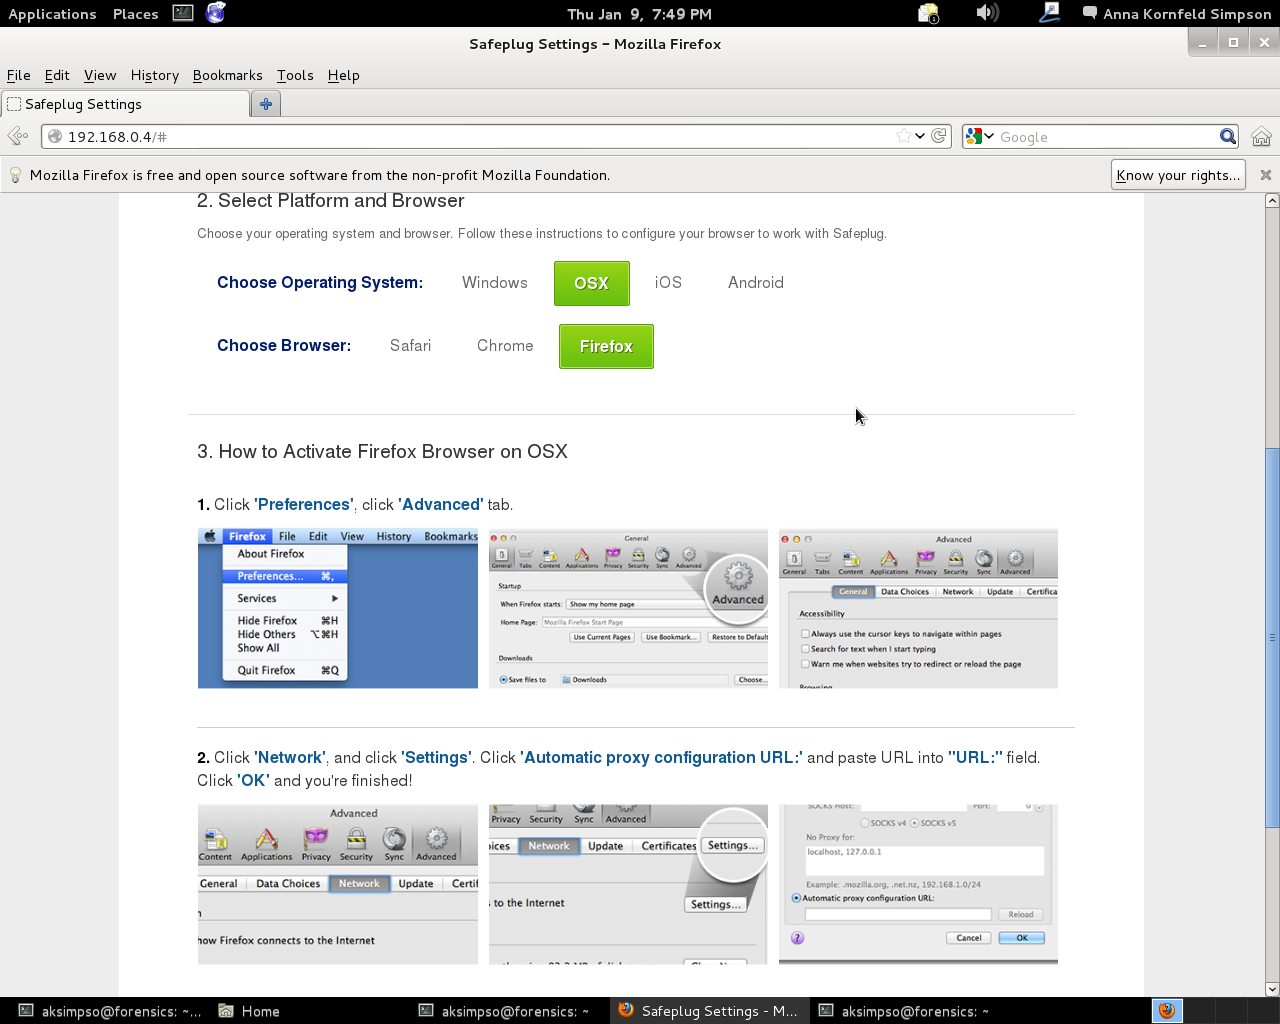 Applications Places Thu Jan 9, 7:49 PM 1 Anna Kornfeld Simpson
Safeplug Settings - Mozilla Firefox
File Edit View History Bookmarks Tools Help
Safeplug Settings
192.168.0.4/# Google
Mozilla Firefox is free and open source software from the non-profit Mozilla Foundation. Know your rights...
2. Select Platform and Browser
Choose your operating system and browser. Follow these instructions to configure your browser to work with Safeplug.
Choose Operating System: Windows OSX iOS Android
Choose Browser: Safari Chrome Firefox
3. How to Activate Firefox Browser on OSX
1. Click 'Preferences', click 'Advanced' tab.
Firefox File Edit View History Bookmarks
About Firefox
Preferences... ⌘,
Services ▶
Hide Firefox ⌘H
Hide Others ⌥⌘H
Show All
Quit Firefox ⌘Q
General
General Tabs Content Applications Privacy Security Sync Advanced
Startup
When Firefox starts: Show my home page
Home Page: Mozilla Firefox Start Page
Use Current Pages Use Bookmark... Restore to Default
Downloads
Save files to Downloads Choose...
Advanced
Advanced
General Tabs Content Applications Privacy Security Sync Advanced
General Data Choices Network Update Certifica
Accessibility
Always use the cursor keys to navigate within pages
Search for text when I start typing
Warn me when websites try to redirect or reload the page
Browsing
2. Click 'Network', and click 'Settings'. Click 'Automatic proxy configuration URL:' and paste URL into "URL:" field.
Click 'OK' and you're finished!
Advanced
Content Applications Privacy Security Sync Advanced
General Data Choices Network Update Certif
how Firefox connects to the Internet
Privacy Security Sync Advanced
oices Network Update Certificates Settings...
s to the Internet Settings...
SOCKS Host: Port: 0
SOCKS v4 SOCKS v5
No Proxy for:
localhost, 127.0.0.1
Example: .mozilla.org, .net.nz, 192.168.1.0/24
Automatic proxy configuration URL:
Reload
? Cancel OK
aksimpso@forensics: ~... Home aksimpso@forensics: ~ Safeplug Settings - M... aksimpso@forensics: ~